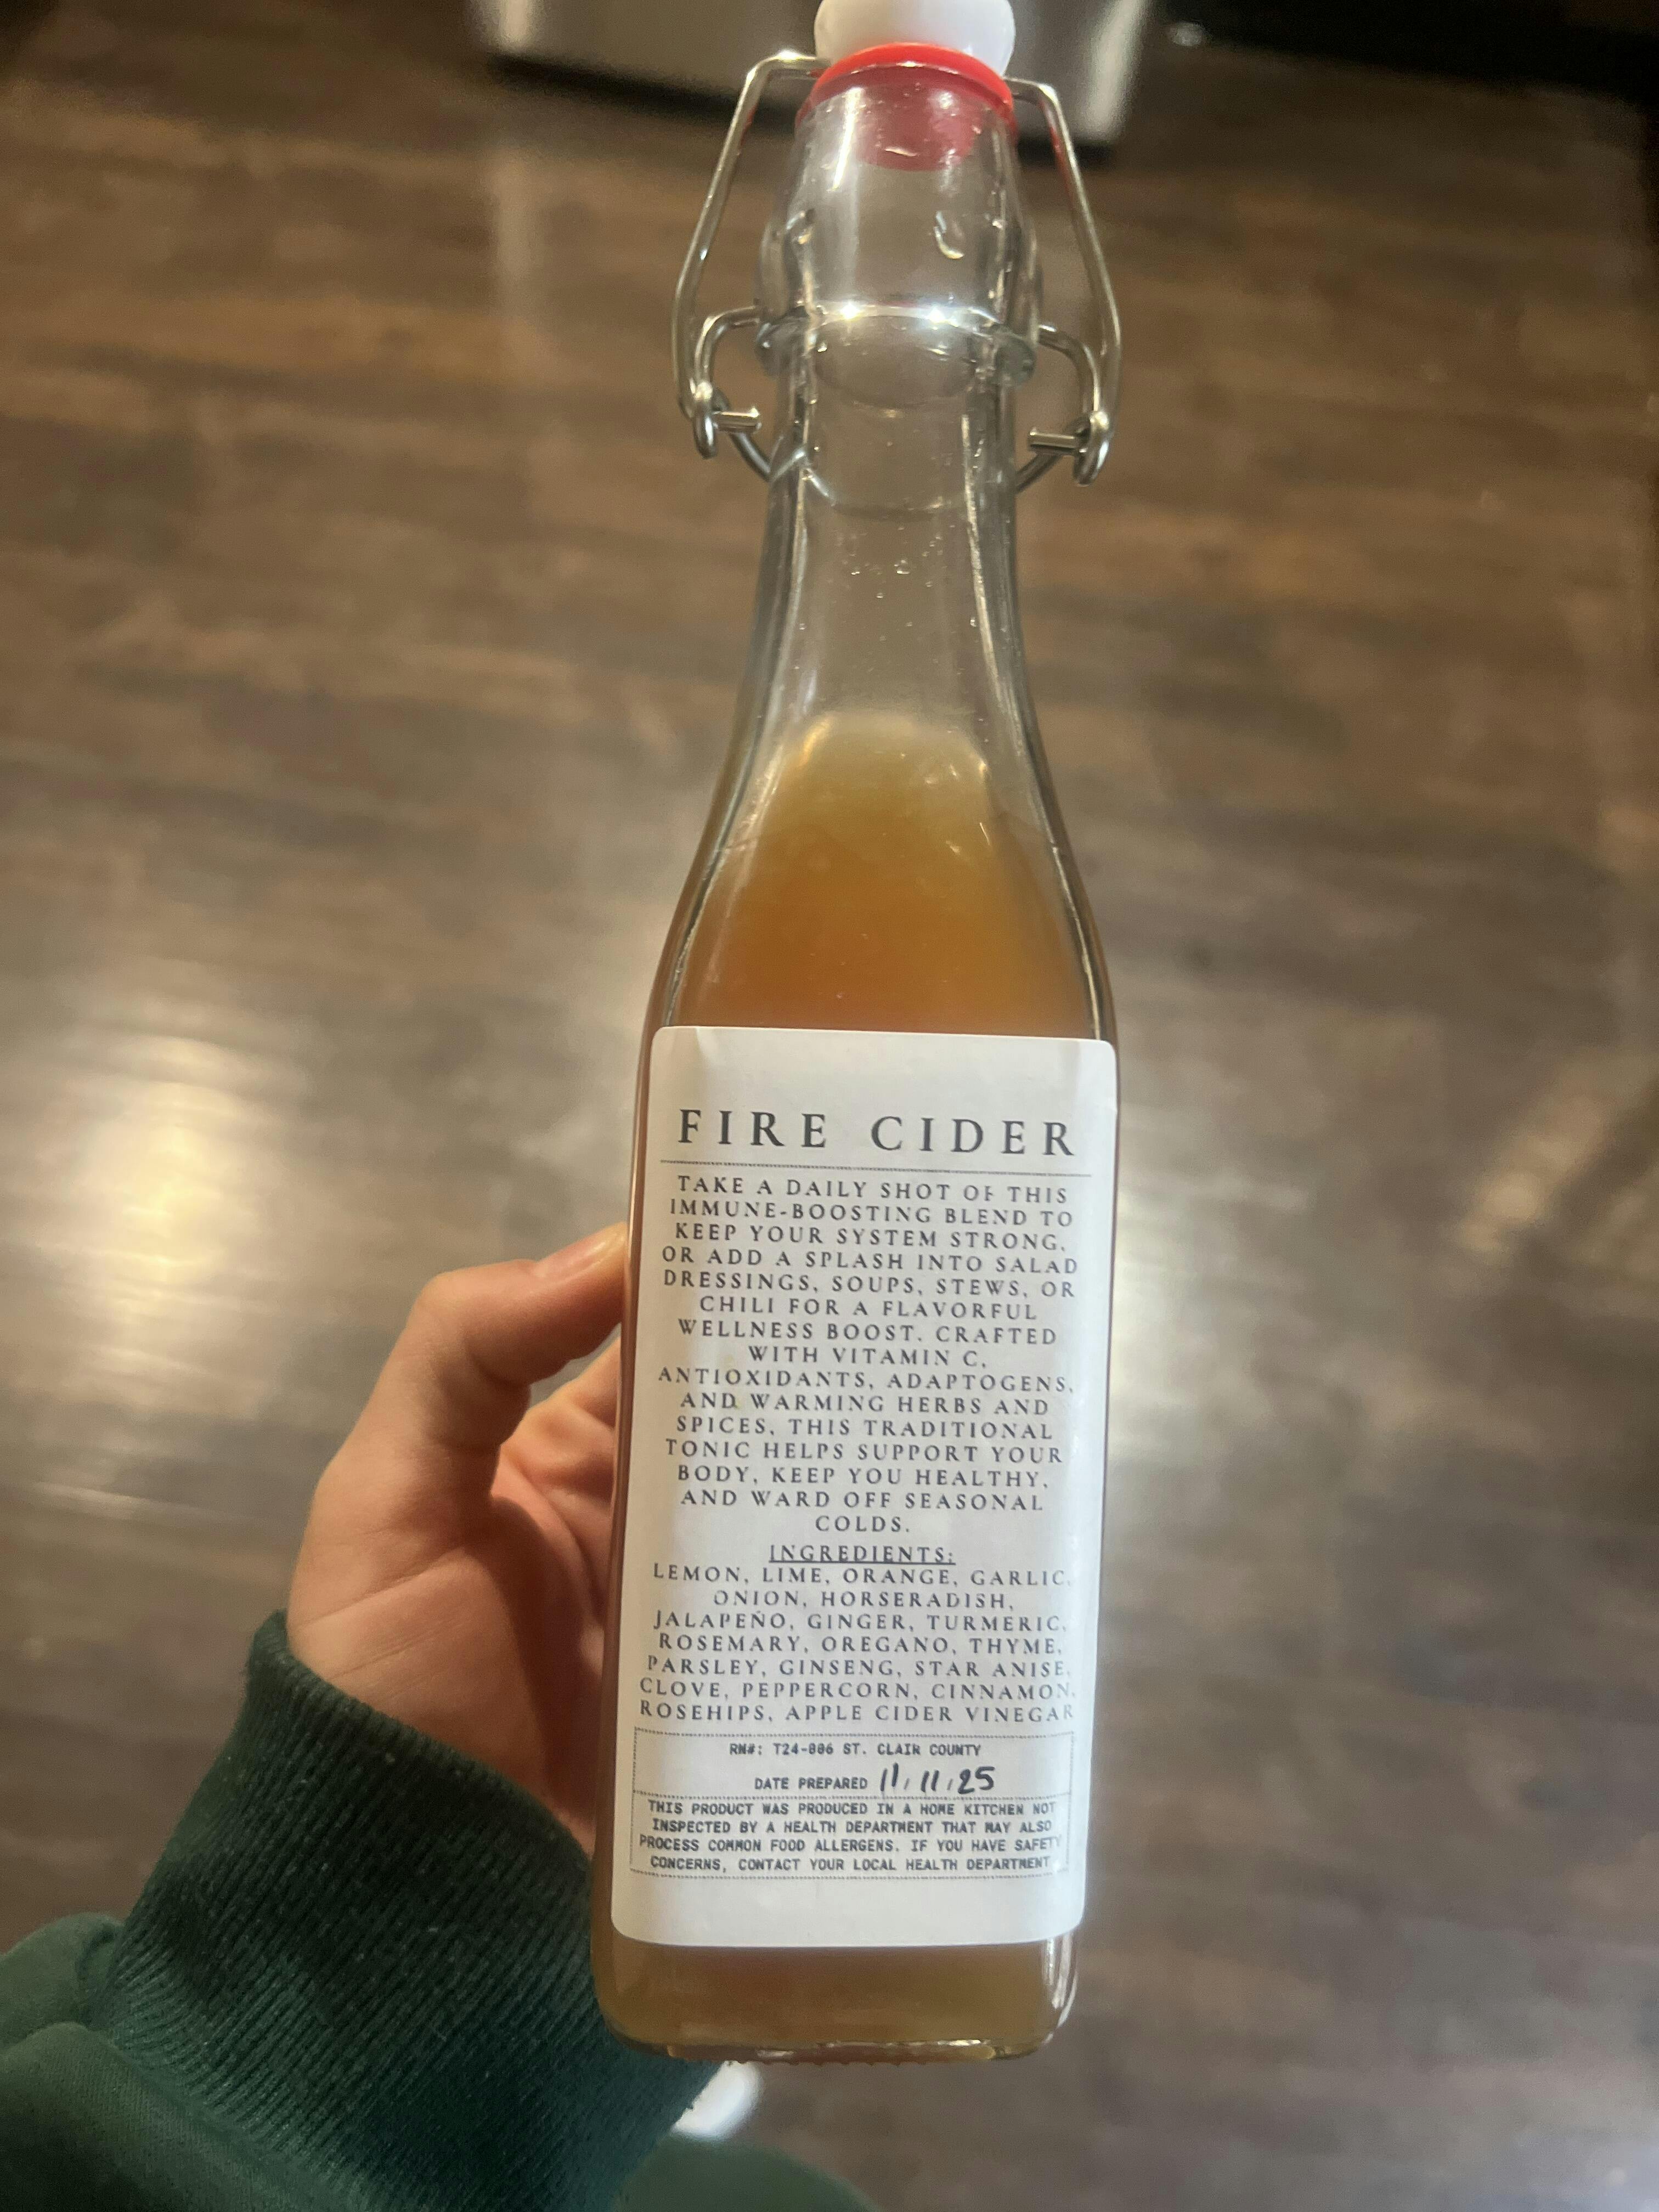 FIRE CIDER
TAKE A DAILY SHOT OF THIS
IMMUNE-BOOSTING BLEND TO
KEEP YOUR SYSTEM STRONG,
OR ADD A SPLASH INTO SALAD
DRESSINGS, SOUPS, STEWS, OR
CHILI FOR A FLAVORFUL
WELLNESS BOOST. CRAFTED
WITH VITAMIN C,
ANTIOXIDANTS, ADAPTOGENS,
AND WARMING HERBS AND
SPICES, THIS TRADITIONAL
TONIC HELPS SUPPORT YOUR
BODY, KEEP YOU HEALTHY,
AND WARD OFF SEASONAL
COLDS.
INGREDIENTS:
LEMON, LIME, ORANGE, GARLIC,
ONION, HORSERADISH,
JALAPEÑO, GINGER, TURMERIC,
ROSEMARY, OREGANO, THYME,
PARSLEY, GINSENG, STAR ANISE,
CLOVE, PEPPERCORN, CINNAMON,
ROSEHIPS, APPLE CIDER VINEGAR
RN#: T24-006 ST. CLAIR COUNTY
DATE PREPARED 11/11/25
THIS PRODUCT WAS PRODUCED IN A HOME KITCHEN NOT
INSPECTED BY A HEALTH DEPARTMENT THAT MAY ALSO
PROCESS COMMON FOOD ALLERGENS. IF YOU HAVE SAFETY
CONCERNS, CONTACT YOUR LOCAL HEALTH DEPARTMENT.